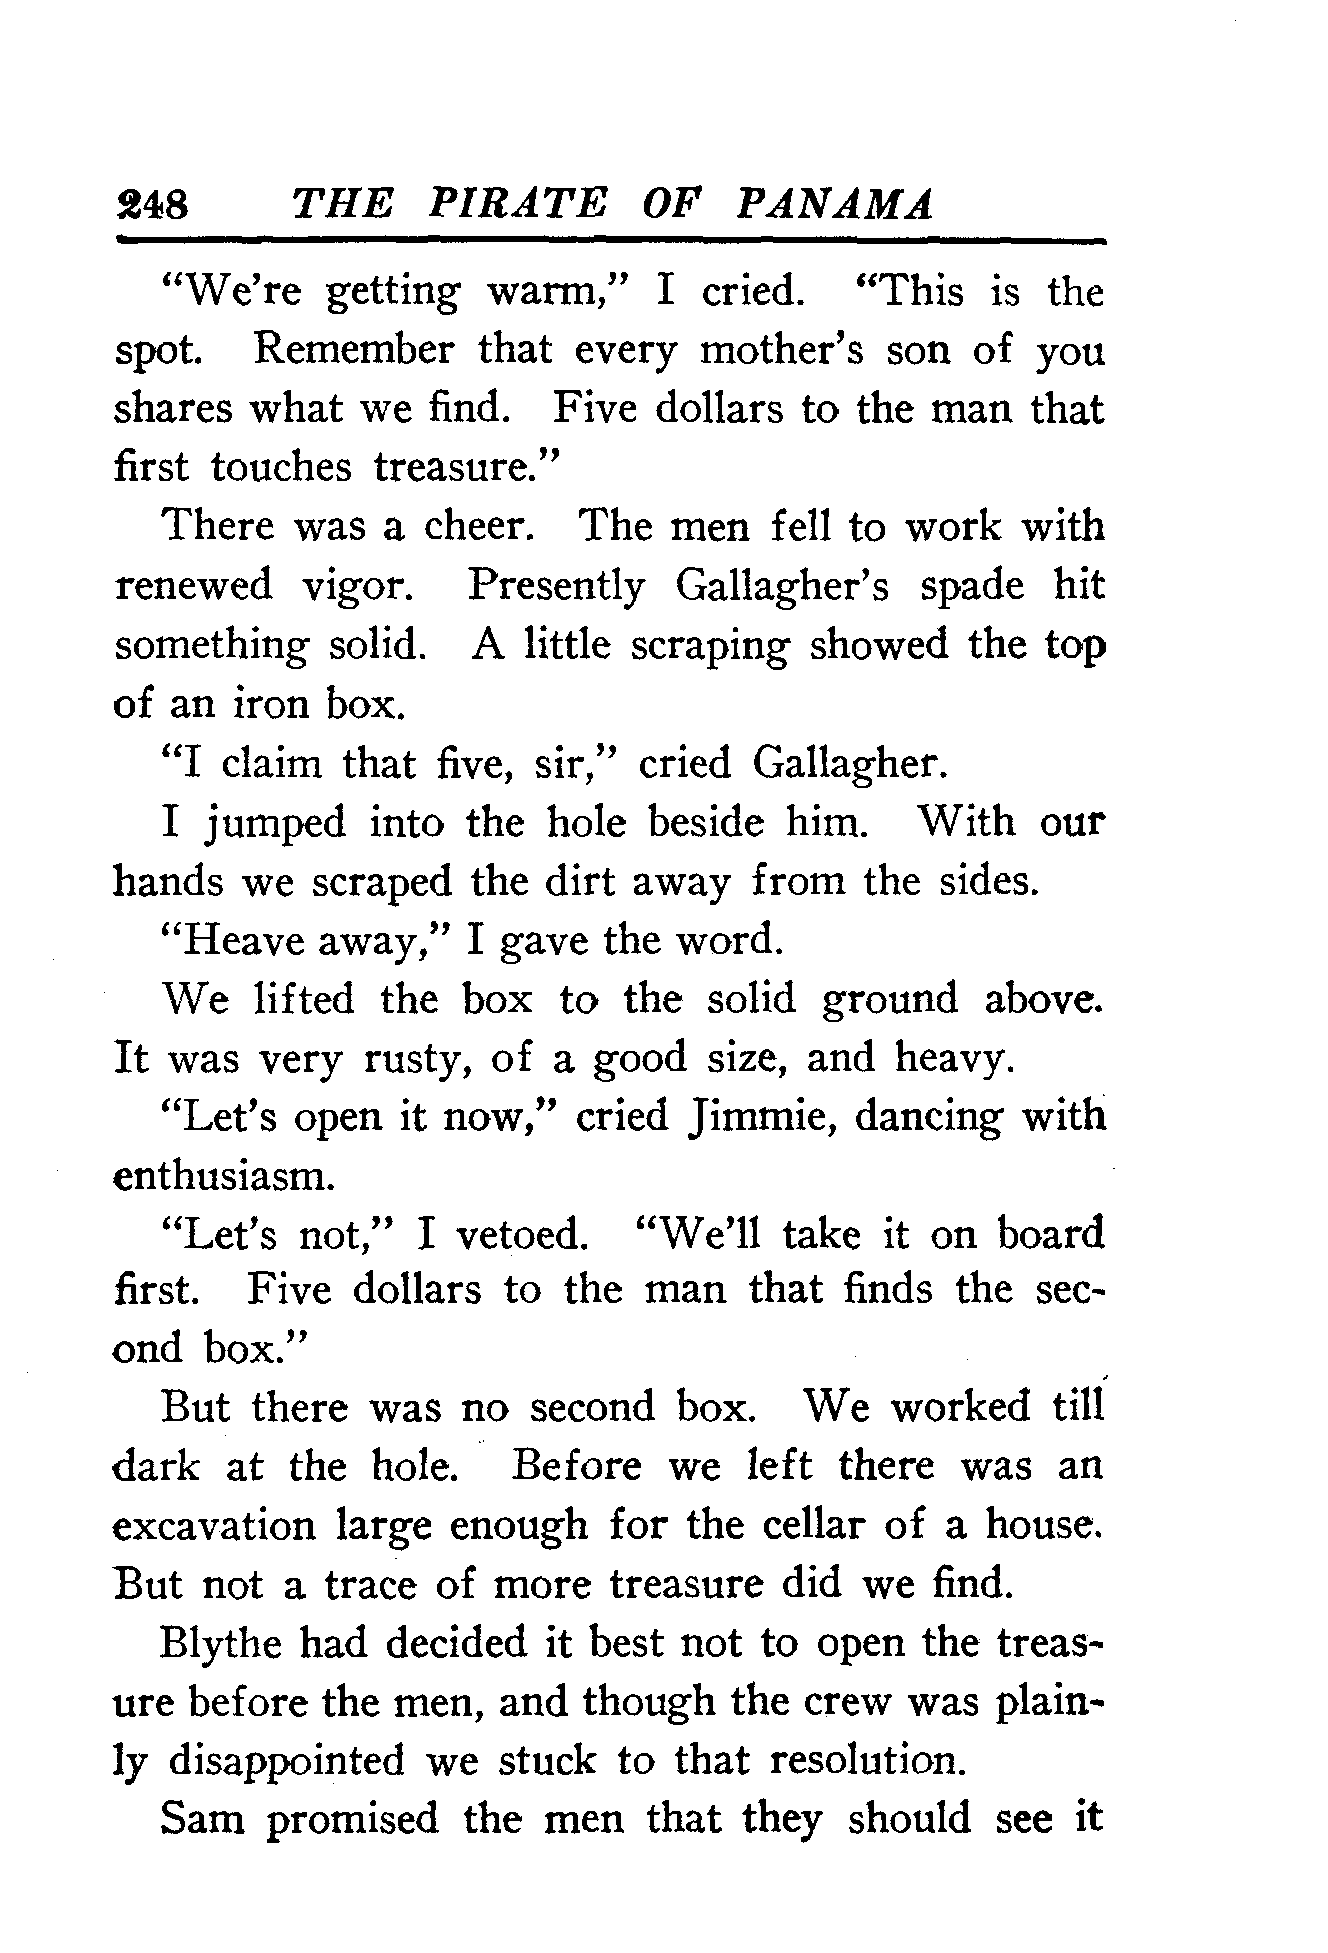 248 THE PIRATE OF PANAMA
“We’re getting warm,” I cried. “This is the
spot. Remember that every mother’s son of you
shares what we find. Five dollars to the man that
first touches treasure.”
There was a cheer. The men fell to work with
renewed vigor. Presently Gallagher’s spade hit
something solid. A little scraping showed the top
of an iron box.
“I claim that five, sir,” cried Gallagher.
I jumped into the hole beside him. With our
hands we scraped the dirt away from the sides.
“Heave away,” I gave the word.
We lifted the box to the solid ground above.
It was very rusty, of a good size, and heavy.
“Let’s open it now,” cried Jimmie, dancing with
enthusiasm.
“Let’s not,” I vetoed. “We’ll take it on board
first. Five dollars to the man that finds the sec-
ond box.”
But there was no second box. We worked till
dark at the hole. Before we left there was an
excavation large enough for the cellar of a house.
But not a trace of more treasure did we find.
Blythe had decided it best not to open the treas-
ure before the men, and though the crew was plain-
ly disappointed we stuck to that resolution.
Sam promised the men that they should see it